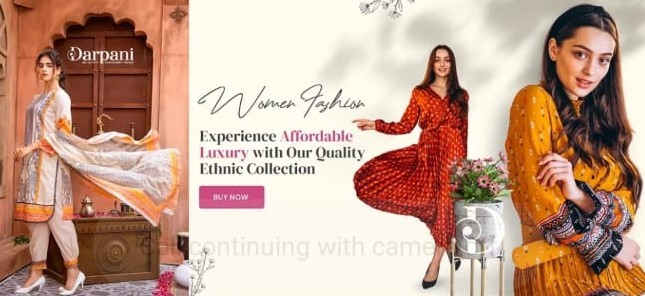 Darpani
Women Fashion
Experience Affordable
Luxury with Our Quality
Ethnic Collection
BUY NOW
continuing with came